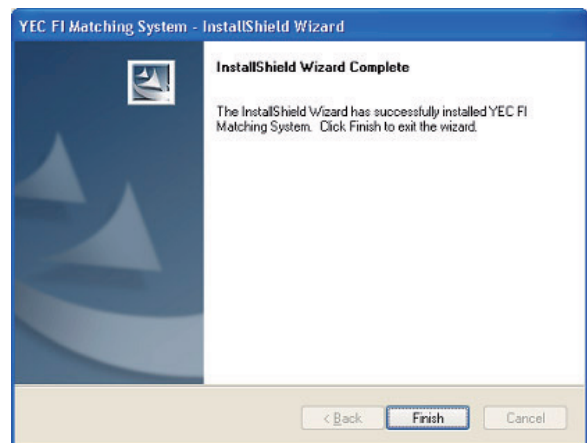 YEC FI Matching System - InstallShield Wizard
InstallShield Wizard Complete
The InstallShield Wizard has successfully installed YEC FI
Matching System. Click Finish to exit the wizard.
< Back
Finish
Cancel